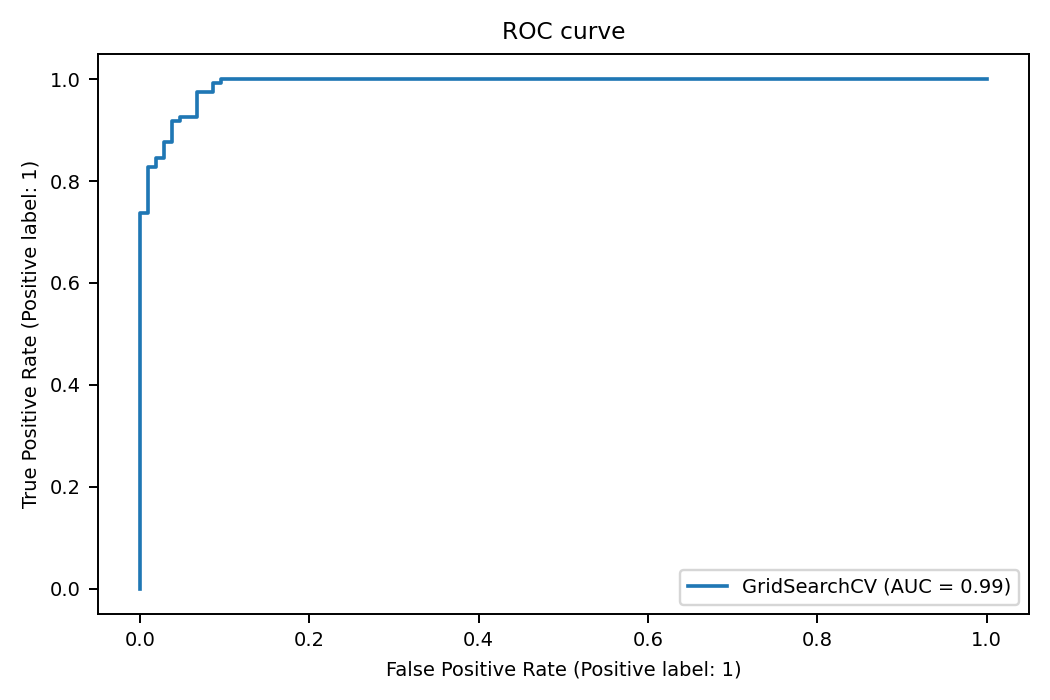 ROC curve
True Positive Rate (Positive label: 1)
1.0
0.8
0.6
0.4
0.2
0.0
GridSearchCV (AUC = 0.99)
0.0 0.2 0.4 0.6 0.8 1.0
False Positive Rate (Positive label: 1)